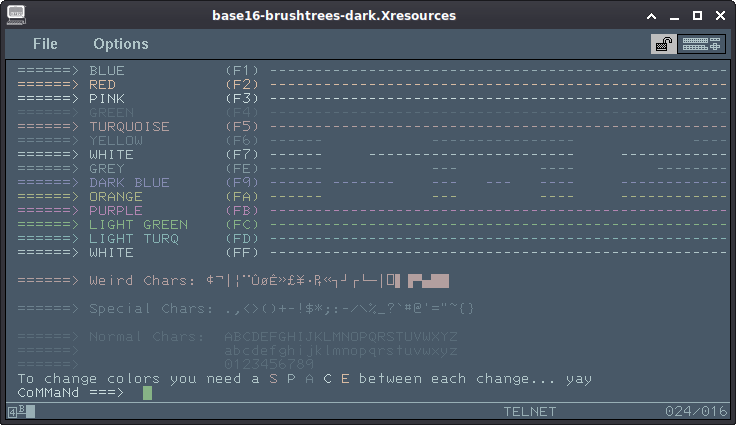 base16-brushtrees-dark.Xresources
File Options
======> BLUE (F1) --------------------------------------------------
======> RED (F2) --------------------------------------------------
======> PINK (F3) --------------------------------------------------
======> GREEN (F4) --------------------------------------------------
======> TURQUOISE (F5) --------------------------------------------------
======> YELLOW (F6) ------ ---------------- ----
======> WHITE (F7) ------ ---------------- ------------
======> GREY (FE) --- ---
======> DARK BLUE (F9) ------ ------- --- --- ------------
======> ORANGE (FA) --- ---
======> PURPLE (FB) --------------------------------------------------
======> LIGHT GREEN (FC) ------ ---------------- ------------
======> LIGHT TURQ (FD) ------ ---------------- ------------
======> WHITE (FF) ------ ---------------- ------------
======> Weird Chars: ¢¬|¦¨ÛøÊ»£¥·₧«┐┘┌└─│
======> Special Chars: .,<>()+-!$*;:-/\%_?`#@'="~{}
======> Normal Chars: ABCDEFGHIJKLMNOPQRSTUVWXYZ
======> abcdefghijklmnopqrstuvwxyz
======> 0123456789
To change colors you need a S P A C E between each change... yay
CoMMaNd ===>
4 B TELNET 024/016